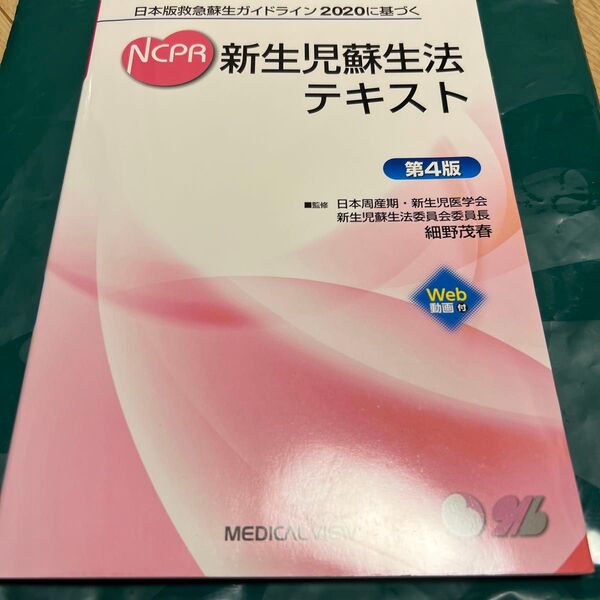 日本版救急蘇生ガイドライン2020に基づく
NCPR
新生児蘇生法
テキスト
第4版
■監修 日本周産期・新生児医学会
新生児蘇生法委員会委員長
細野茂春
Web
動画付
MEDICAL VIEW